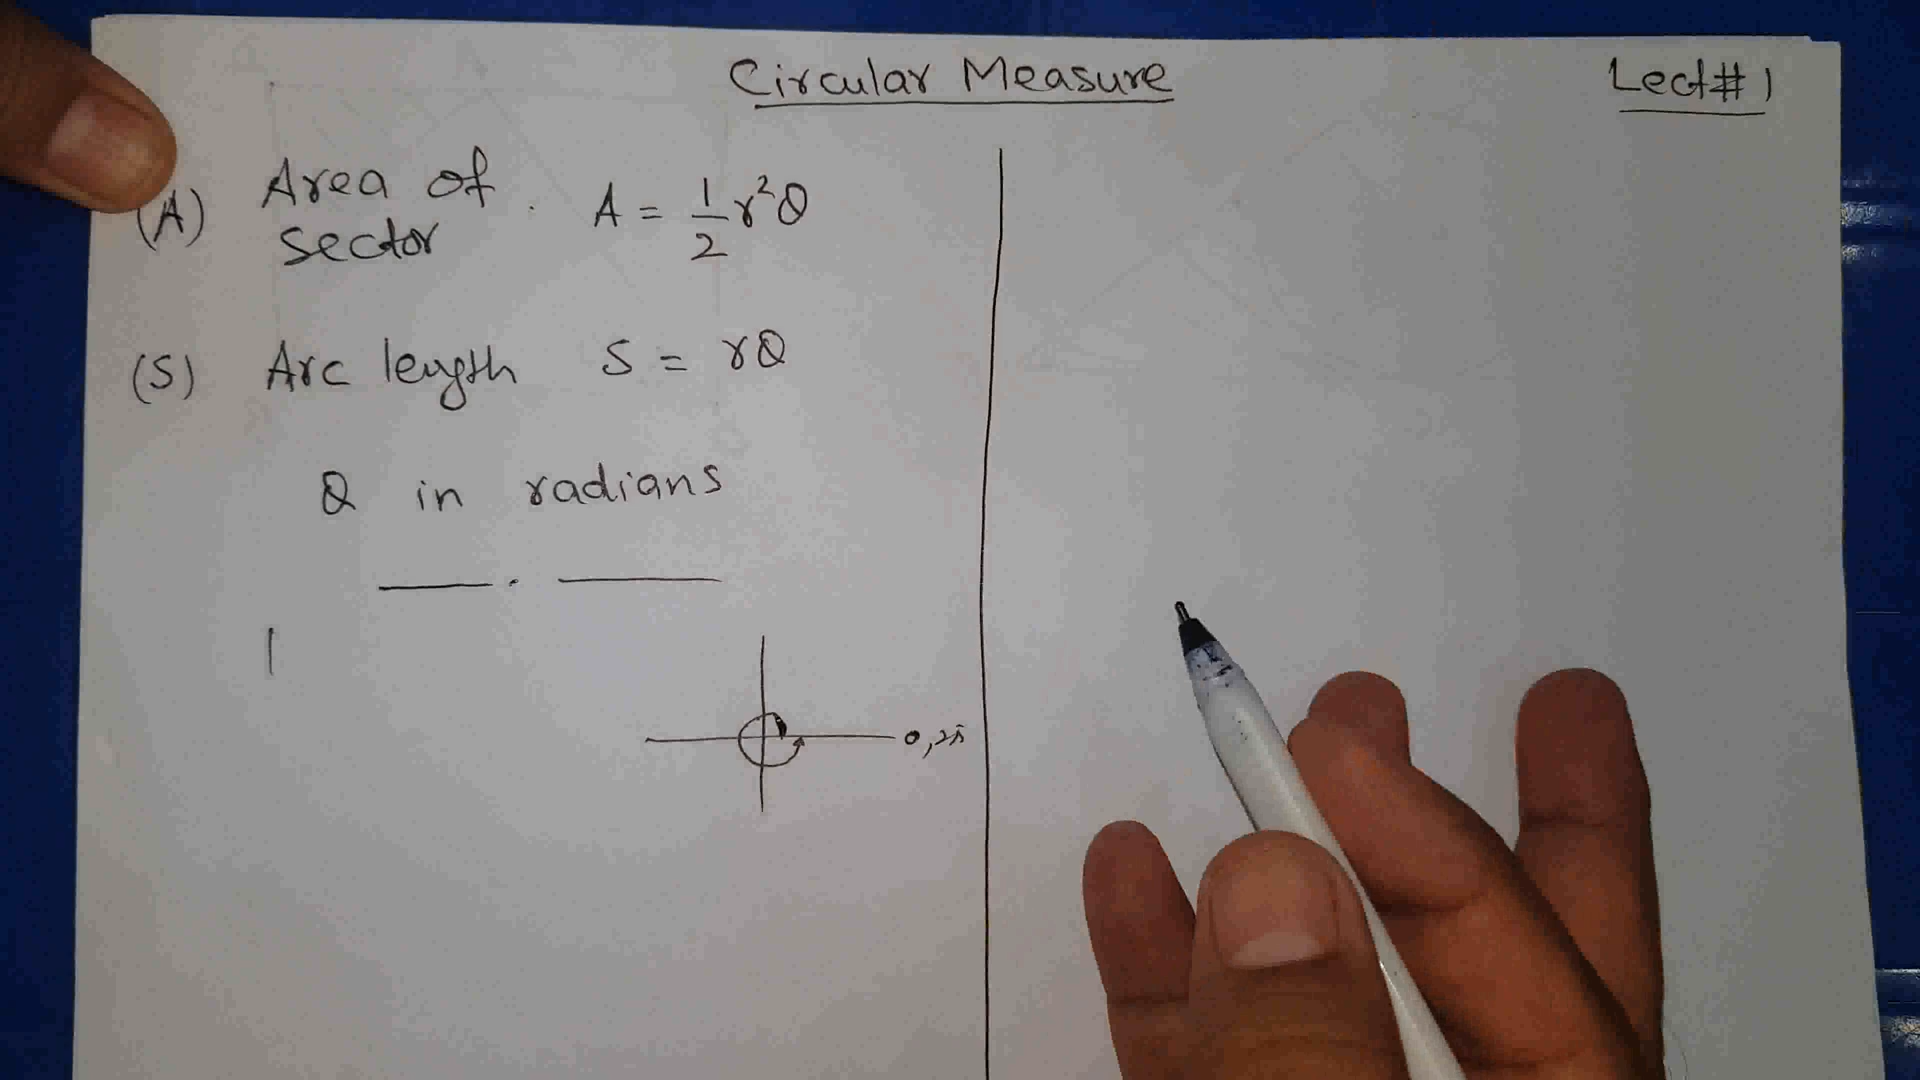 Circular Measure
Lect# 1
(A) Area of sector A = 1/2 r²θ
(S) Arc length S = rθ
θ in radians
0, 2π